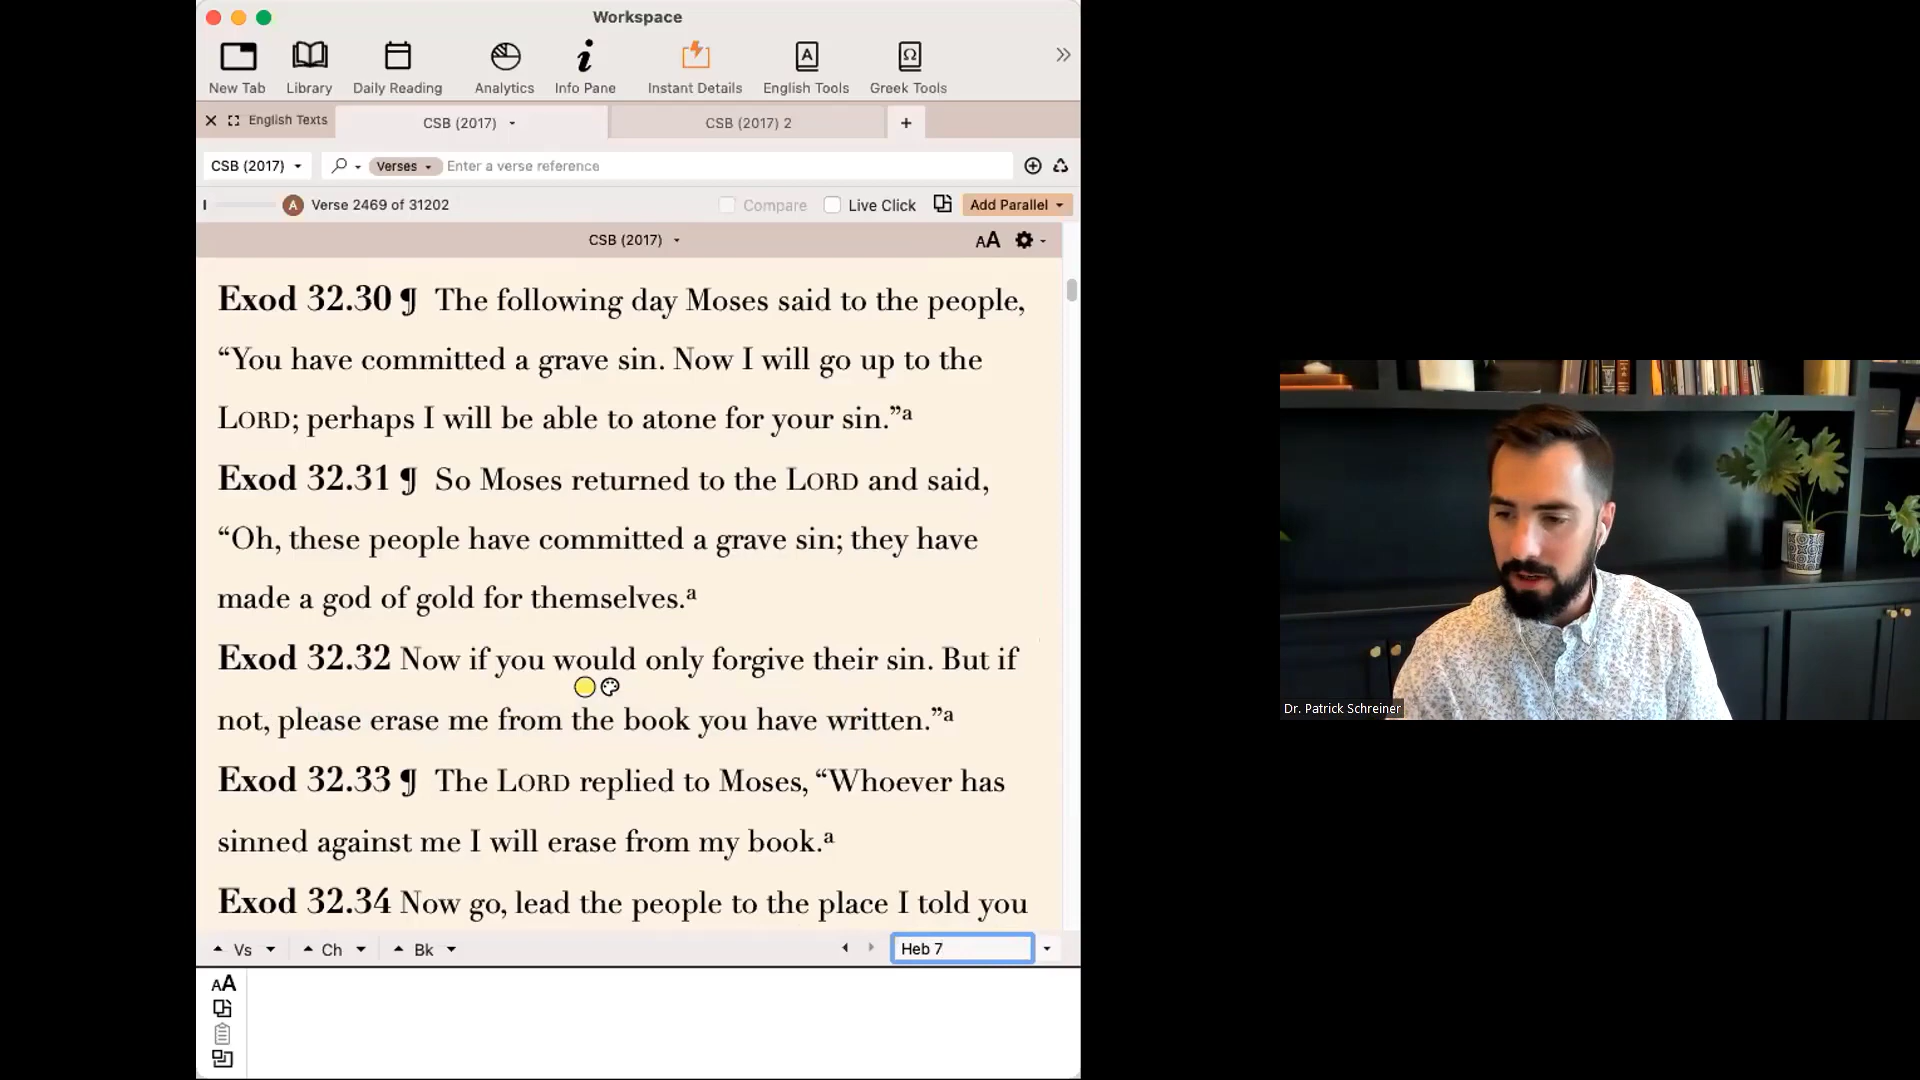 Workspace
New Tab
Library
Daily Reading
Analytics
Info Pane
Instant Details
English Tools
Greek Tools
English Texts
CSB (2017)
CSB (2017) 2
CSB (2017)
Verses
Enter a verse reference
A
Verse 2469 of 31202
Compare
Live Click
Add Parallel
CSB (2017)
AA
Exod 32.30 ¶ The following day Moses said to the people,
“You have committed a grave sin. Now I will go up to the
LORD; perhaps I will be able to atone for your sin.”a
Exod 32.31 ¶ So Moses returned to the LORD and said,
“Oh, these people have committed a grave sin; they have
made a god of gold for themselves.a
Exod 32.32 Now if you would only forgive their sin. But if
not, please erase me from the book you have written.”a
Exod 32.33 ¶ The LORD replied to Moses, “Whoever has
sinned against me I will erase from my book.a
Exod 32.34 Now go, lead the people to the place I told you
Vs
Ch
Bk
Heb 7
AA
Dr. Patrick Schreiner